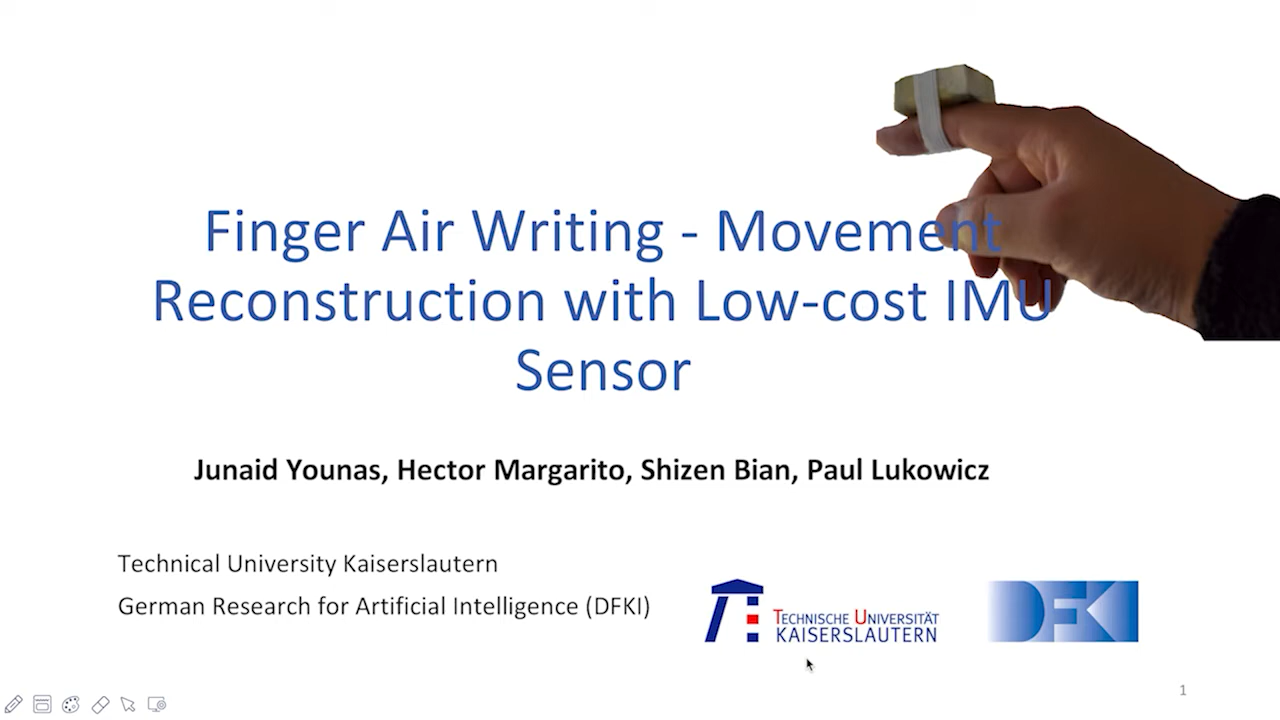 Finger Air Writing - Movement
Reconstruction with Low-cost IMU
Sensor
Junaid Younas, Hector Margarito, Shizen Bian, Paul Lukowicz
Technical University Kaiserslautern
German Research for Artificial Intelligence (DFKI)
TECHNISCHE UNIVERSITÄT
KAISERSLAUTERN
DFKI
1